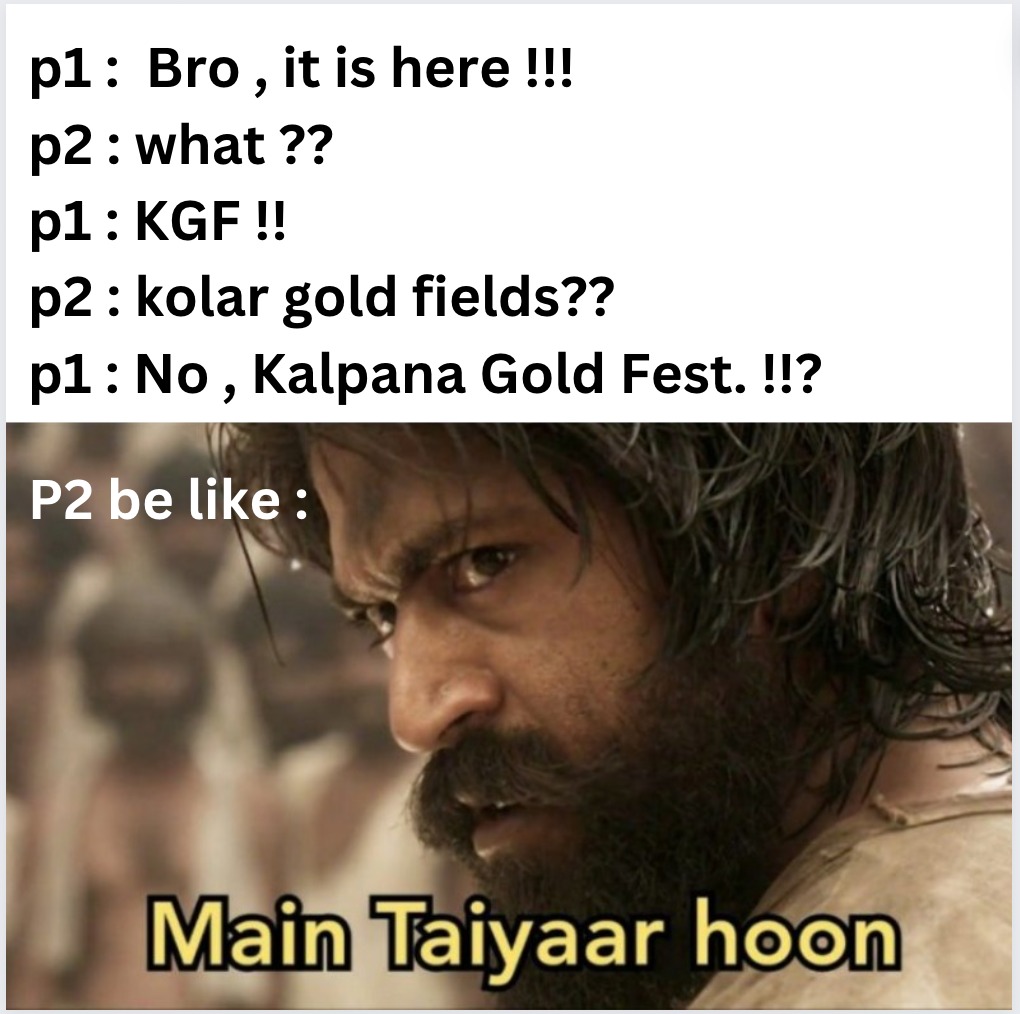 p1 :  Bro , it is here !!!
p2 : what ??
p1 : KGF !!
p2 : kolar gold fields??
p1 : No , Kalpana Gold Fest. !!?
P2 be like :
Main Taiyaar hoon